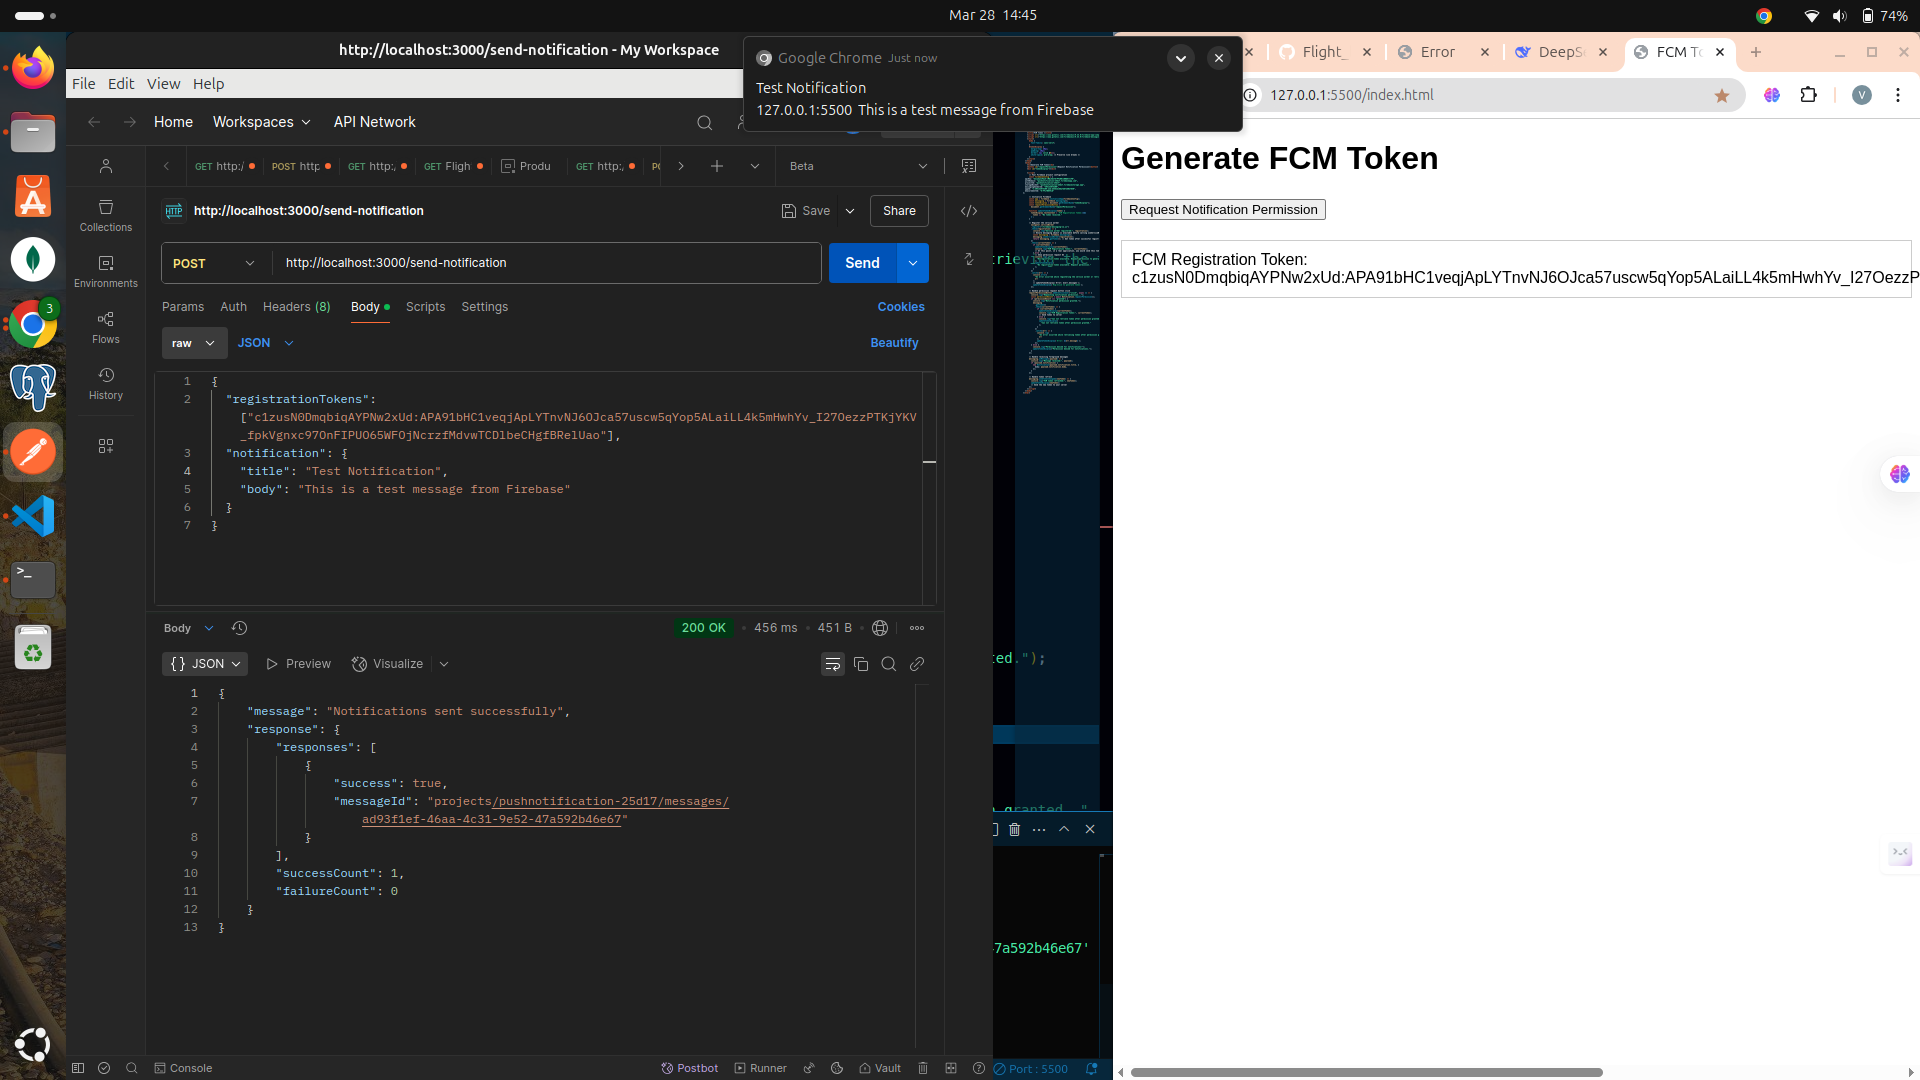 Mar 28 14:45
74%
http://localhost:3000/send-notification - My Workspace
File Edit View Help
Home Workspaces API Network
Google Chrome Just now
Test Notification
127.0.0.1:5500 This is a test message from Firebase
Flight_ Error DeepS FCM To
127.0.0.1:5500/index.html
V
GET http:/ POST http GET http:/ GET Fligh Produ GET http:/ PO Beta
HTTP http://localhost:3000/send-notification Save Share
POST http://localhost:3000/send-notification Send
Params Auth Headers (8) Body Scripts Settings Cookies
raw JSON Beautify
Collections
Environments
Flows
History
3
1 {
2 "registrationTokens":
["c1zusN0DmqbiqAYPNw2xUd:APA91bHC1veqjApLYTnvNJ6OJca57uscw5qYop5ALaiLL4k5mHwhYv_I27OezzPTKjYKV
_fpkVgnxc97OnFIPUO65WFOjNcrzfMdvwTCDlbeCHgfBRelUao"],
3 "notification": {
4 "title": "Test Notification",
5 "body": "This is a test message from Firebase"
6 }
7 }
Body 200 OK 456 ms 451 B
{} JSON Preview Visualize
1 {
2 "message": "Notifications sent successfully",
3 "response": {
4 "responses": [
5 {
6 "success": true,
7 "messageId": "projects/pushnotification-25d17/messages/
ad93f1ef-46aa-4c31-9e52-47a592b46e67"
8 }
9 ],
10 "successCount": 1,
11 "failureCount": 0
12 }
13 }
Console Postbot Runner Vault
trieving the
ted.");
granted."
47a592b46e67'
Port : 5500
Generate FCM Token
Request Notification Permission
FCM Registration Token:
c1zusN0DmqbiqAYPNw2xUd:APA91bHC1veqjApLYTnvNJ6OJca57uscw5qYop5ALaiLL4k5mHwhYv_I27OezzP